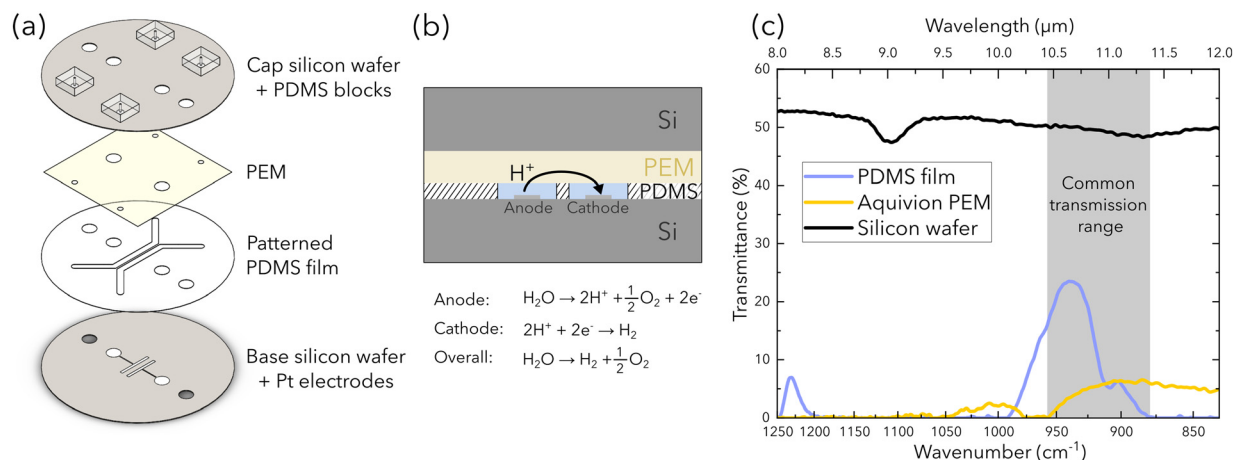 (a)
Cap silicon wafer
+ PDMS blocks
PEM
Patterned
PDMS film
Base silicon wafer
+ Pt electrodes
(b)
Si
PEM
H⁺
PDMS
Anode
Cathode
Si
Anode: H₂O → 2H⁺ + 1/2 O₂ + 2e⁻
Cathode: 2H⁺ + 2e⁻ → H₂
Overall: H₂O → H₂ + 1/2 O₂
(c)
Wavelength (μm)
8.0 8.5 9.0 9.5 10.0 10.5 11.0 11.5 12.0
60
50
40
30
20
10
0
Transmittance (%)
PDMS film
Aquivion PEM
Silicon wafer
Common
transmission
range
1250 1200 1150 1100 1050 1000 950 900 850
Wavenumber (cm⁻¹)